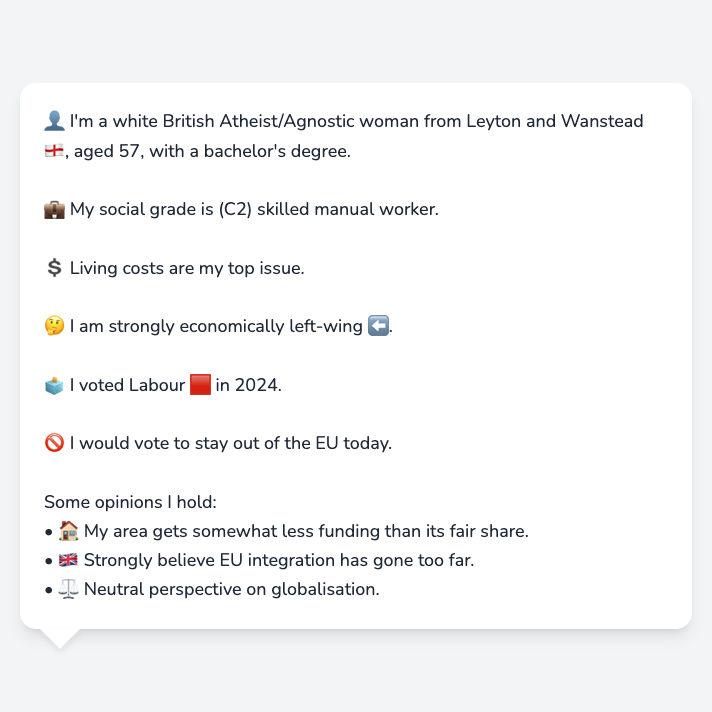 👤 I'm a white British Atheist/Agnostic woman from Leyton and Wanstead
🏴󠁧󠁢󠁥󠁮󠁧󠁿, aged 57, with a bachelor's degree.
💼 My social grade is (C2) skilled manual worker.
💲 Living costs are my top issue.
🤔 I am strongly economically left-wing ⬅️.
🗳️ I voted Labour 🟥 in 2024.
🚫 I would vote to stay out of the EU today.
Some opinions I hold:
• 🏠 My area gets somewhat less funding than its fair share.
• 🇬🇧 Strongly believe EU integration has gone too far.
• ⚖️ Neutral perspective on globalisation.